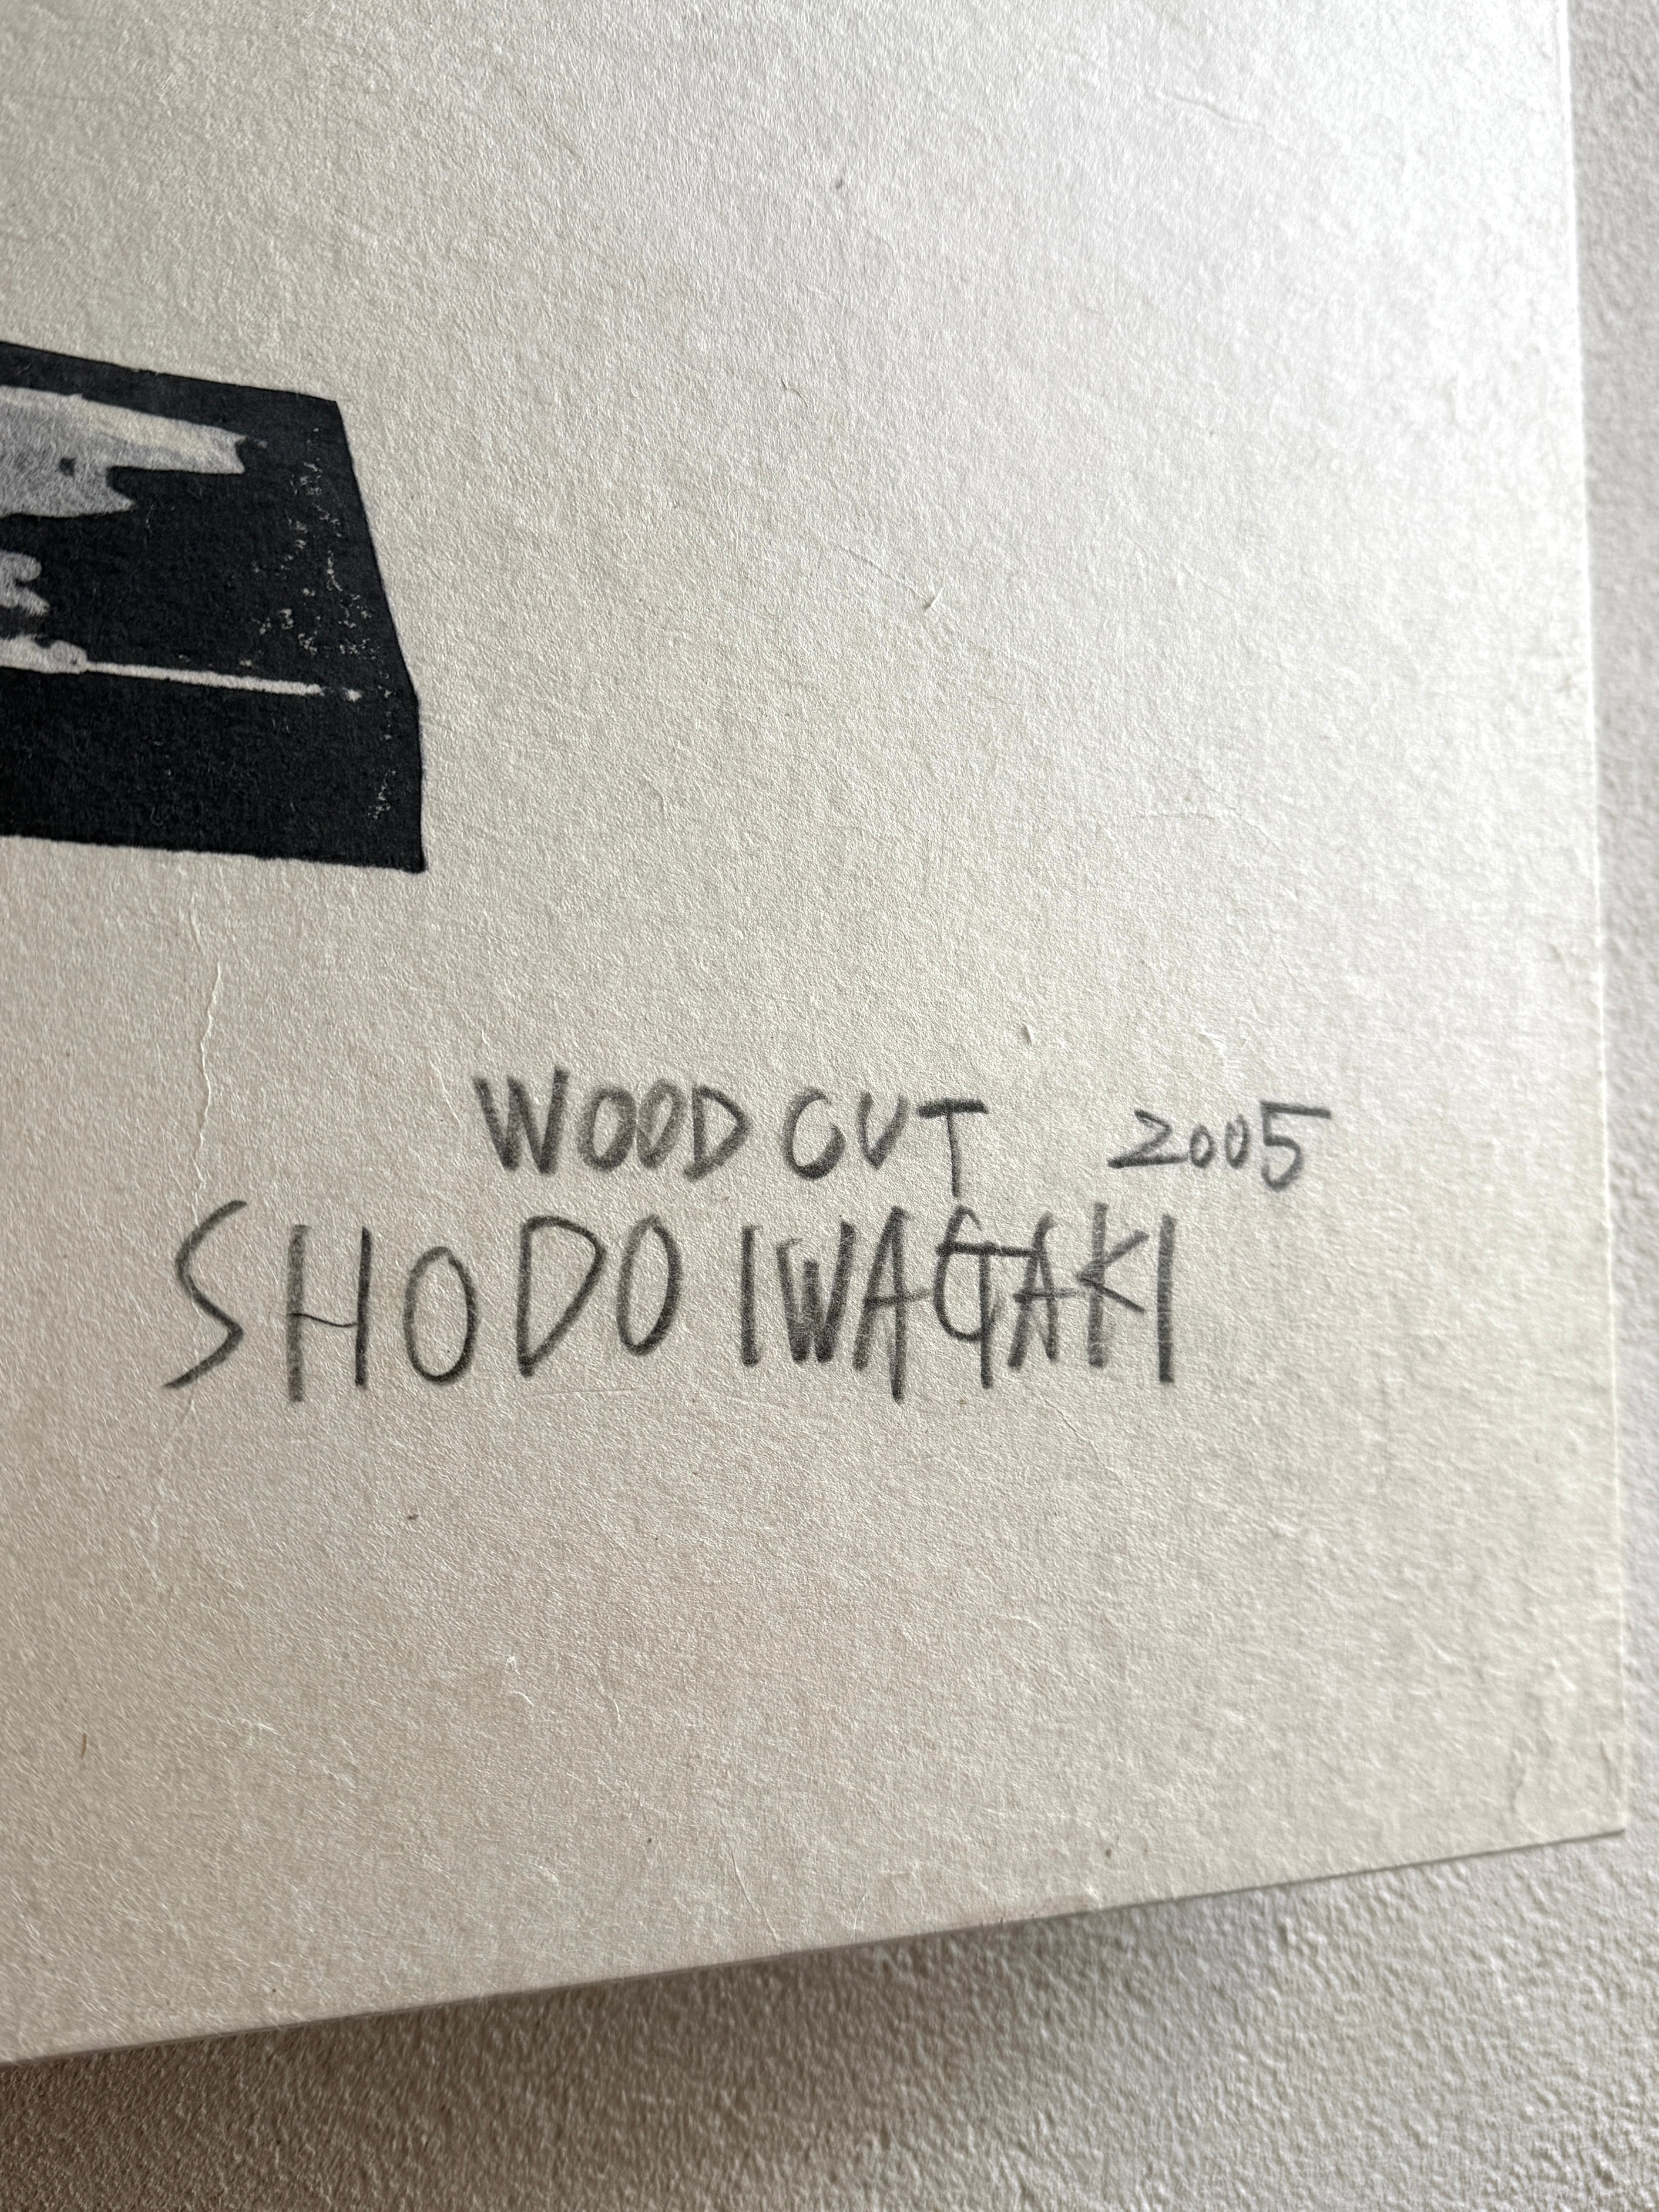 WOOD CUT 2005
SHODO IWAGAKI